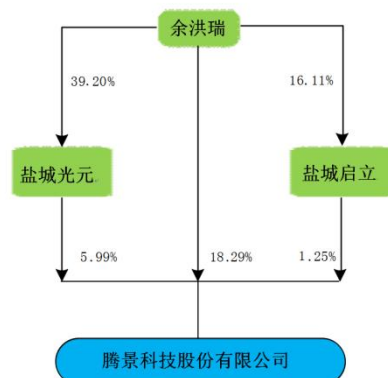 余洪瑞
39.20%
16.11%
盐城光元
盐城启立
5.99%
18.29%
1.25%
腾景科技股份有限公司